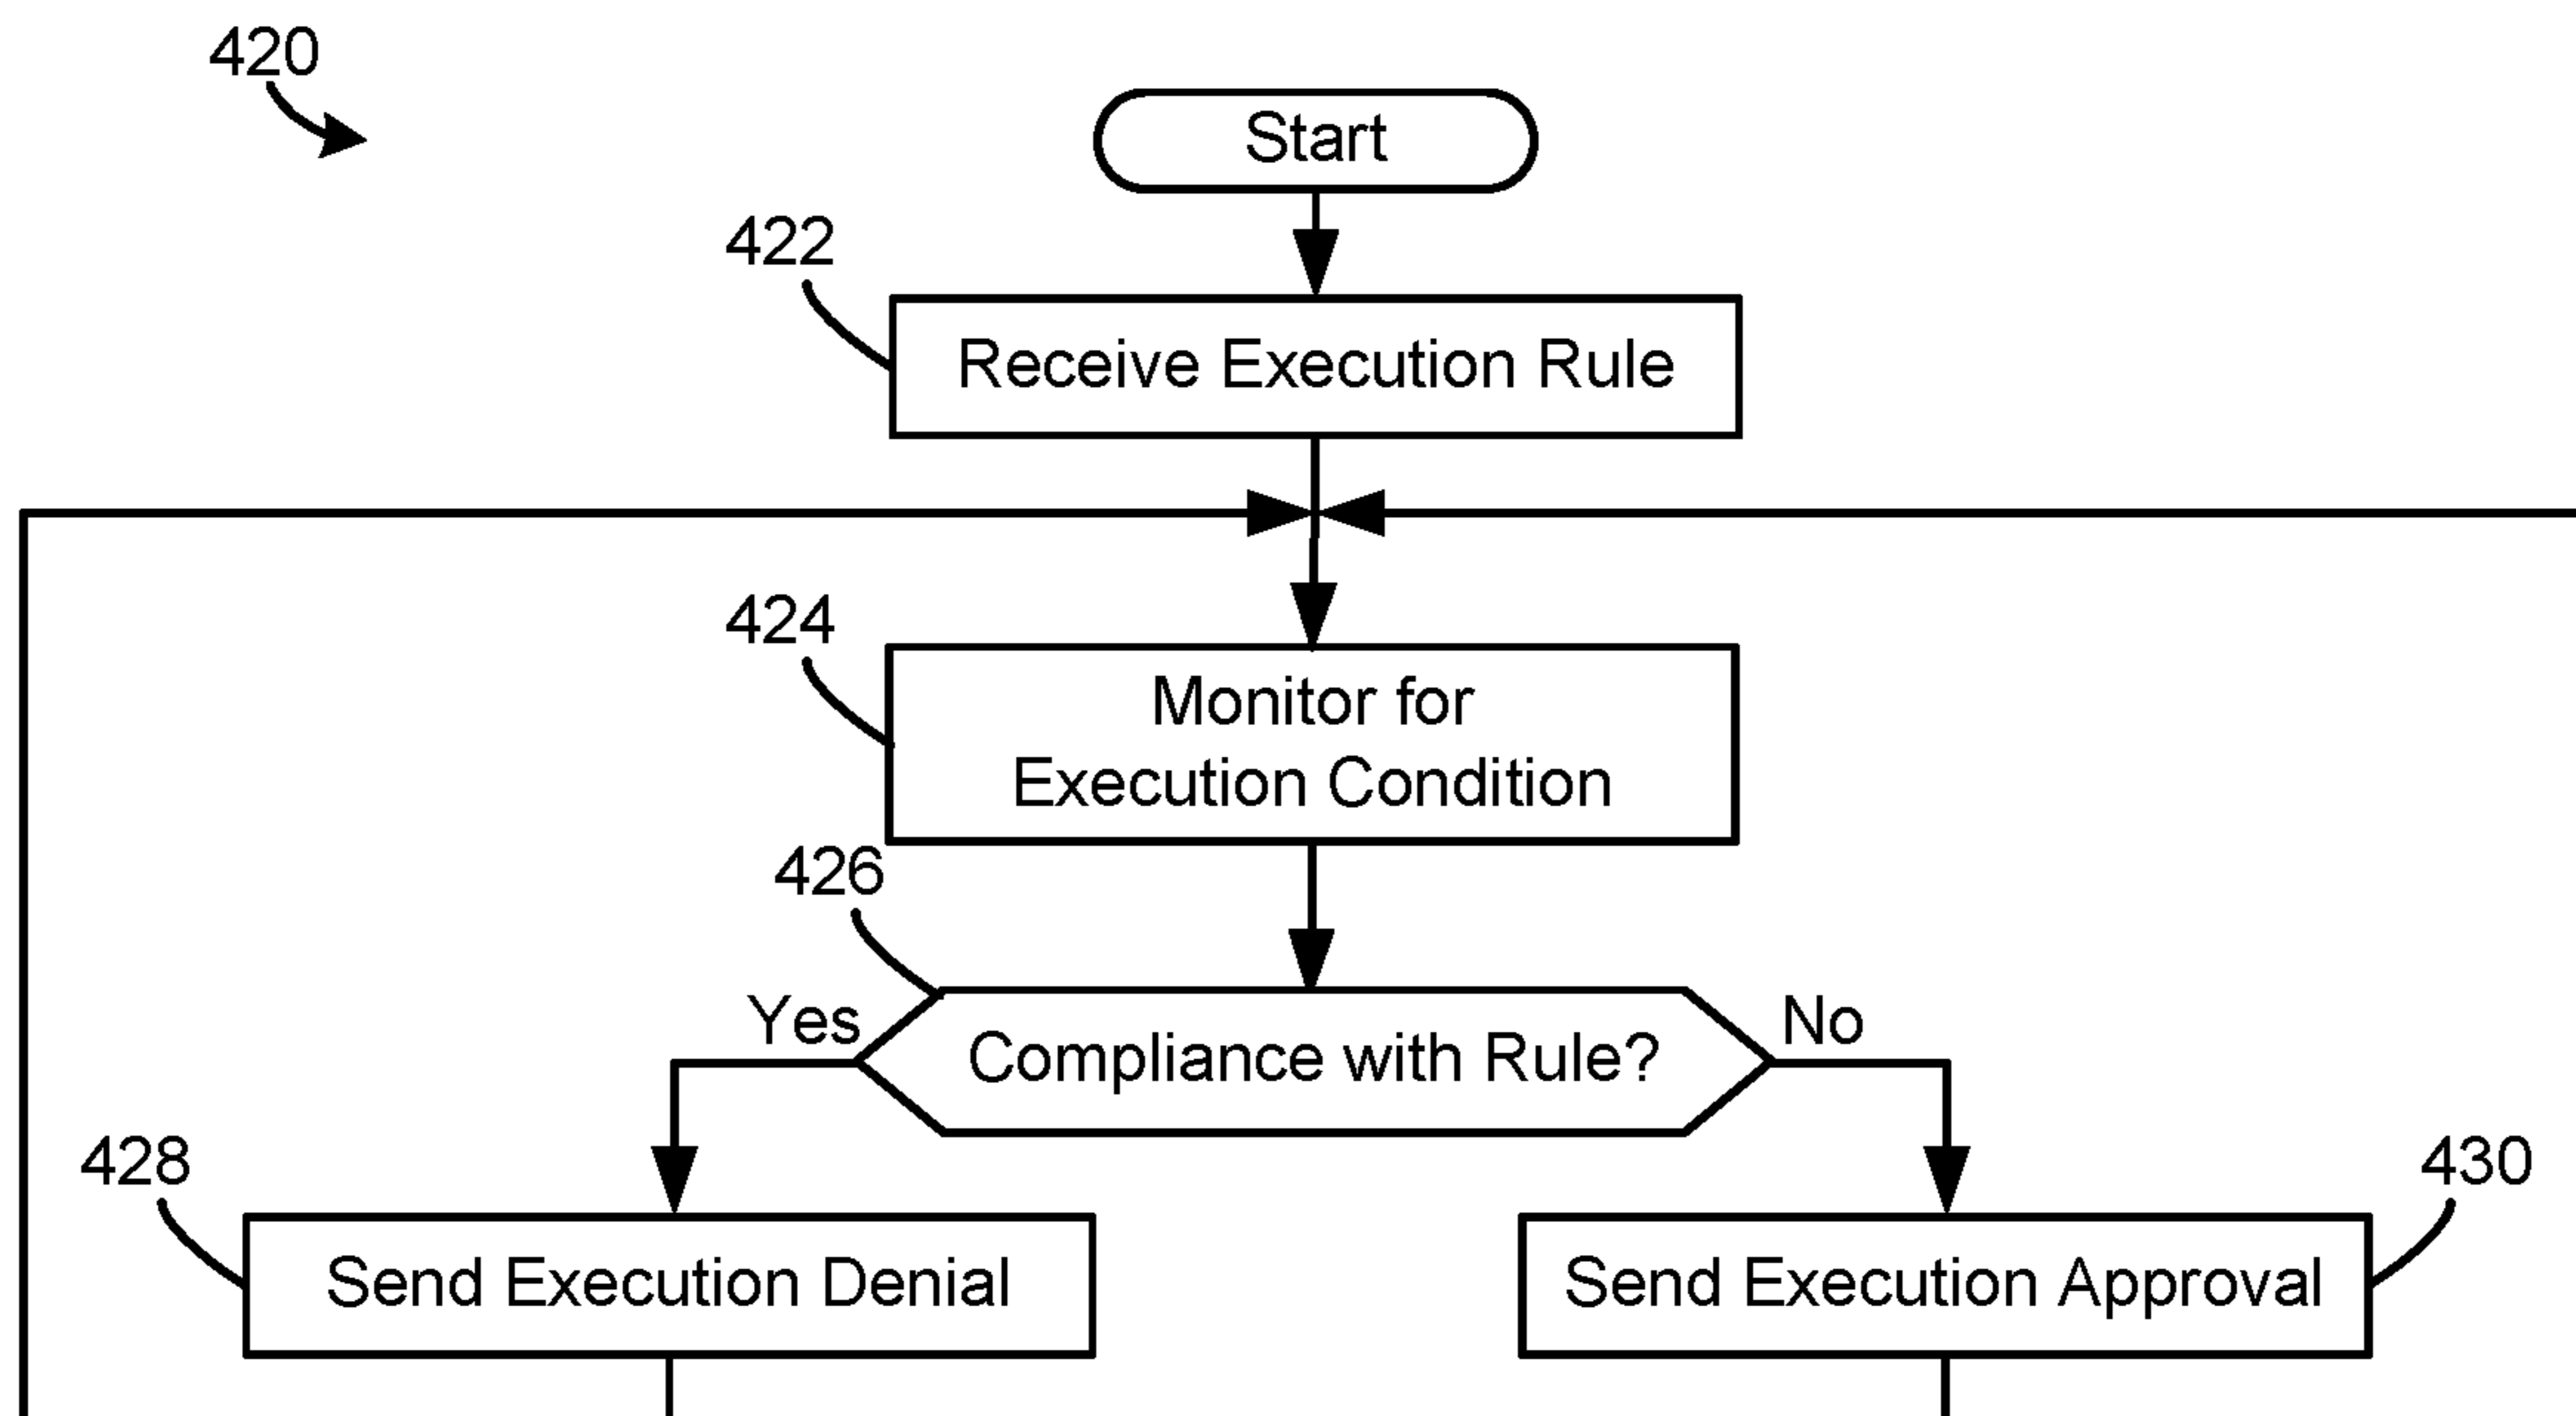 420
Start
422
Receive Execution Rule
424
Monitor for
Execution Condition
426
Yes
Compliance with Rule?
No
428
430
Send Execution Denial
Send Execution Approval